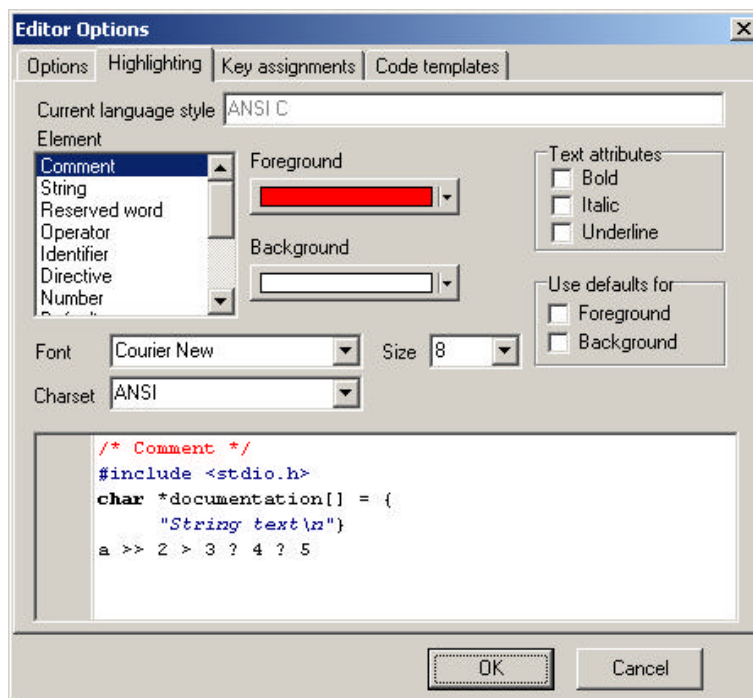 Editor Options
Options Highlighting Key assignments Code templates
Current language style ANSI C
Element
Comment
String
Reserved word
Operator
Identifier
Directive
Number
Foreground
Background
Text attributes
Bold
Italic
Underline
Use defaults for
Foreground
Background
Font Courier New Size 8
Charset ANSI
/* Comment */
#include <stdio.h>
char *documentation[] = {
"String text\n"}
a >> 2 > 3 ? 4 ? 5
OK Cancel